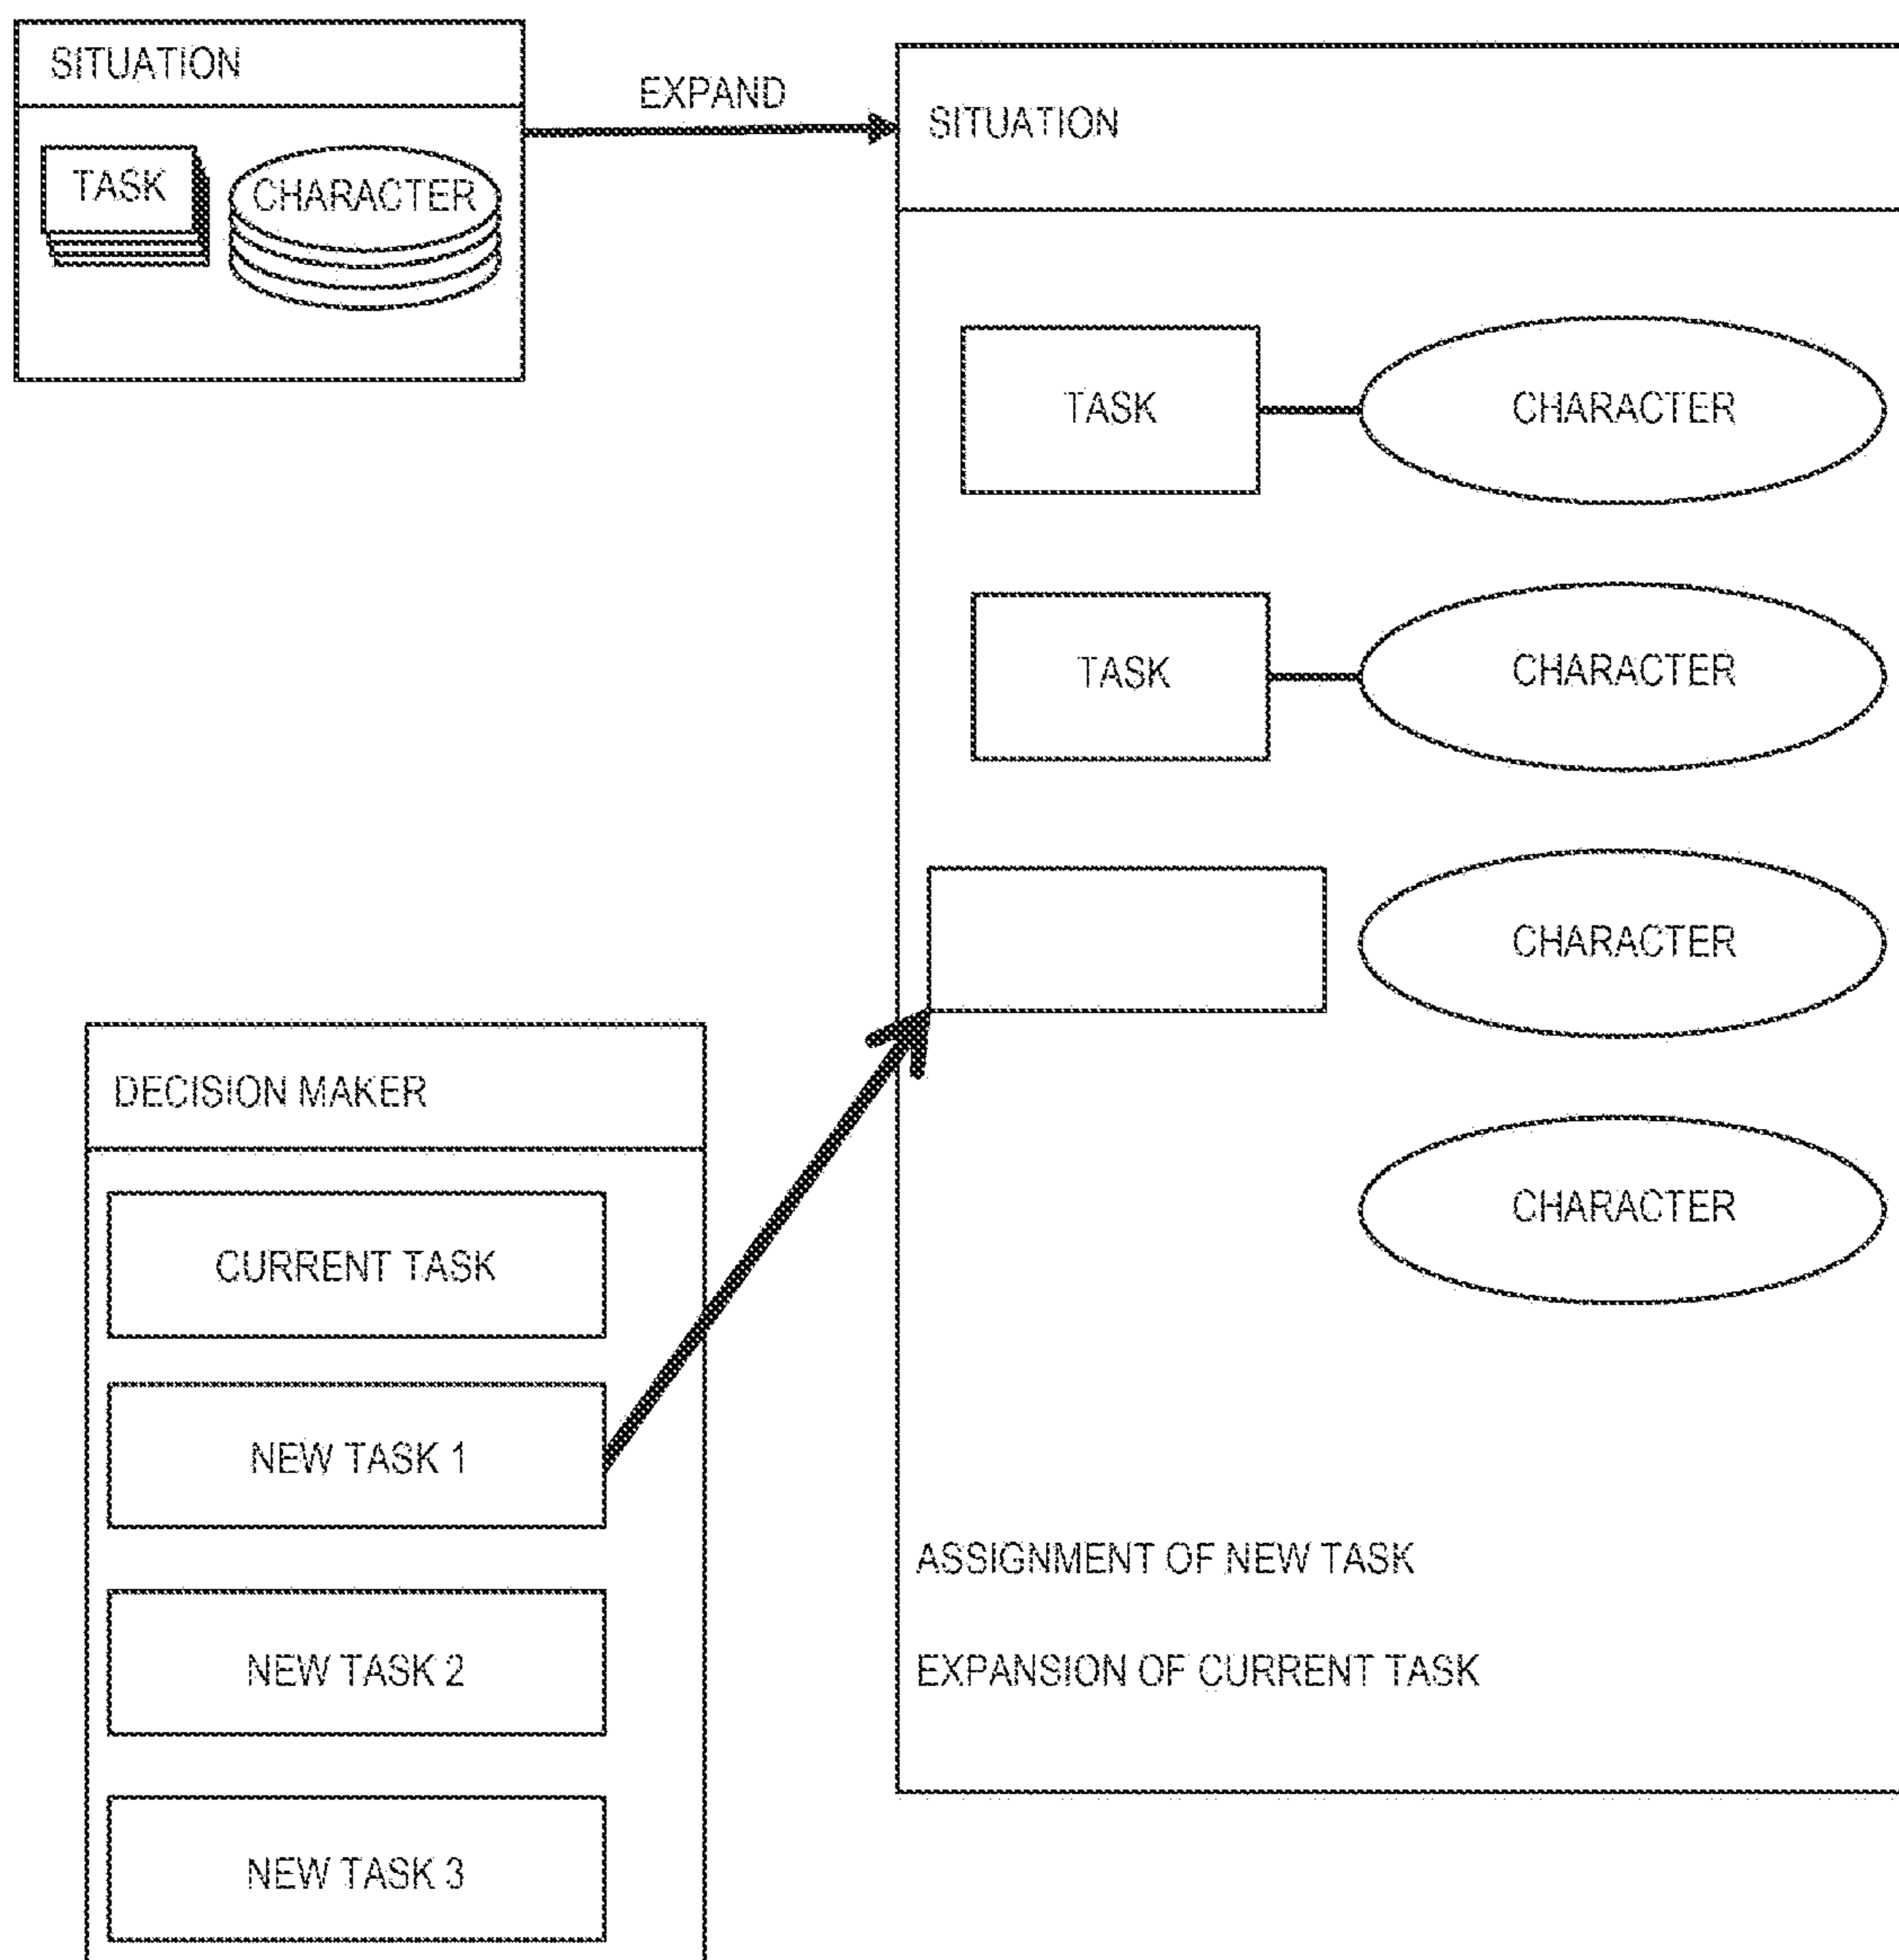 SITUATION
TASK
CHARACTER
EXPAND
SITUATION
TASK
CHARACTER
TASK
CHARACTER
CHARACTER
CHARACTER
ASSIGNMENT OF NEW TASK
EXPANSION OF CURRENT TASK
DECISION MAKER
CURRENT TASK
NEW TASK 1
NEW TASK 2
NEW TASK 3